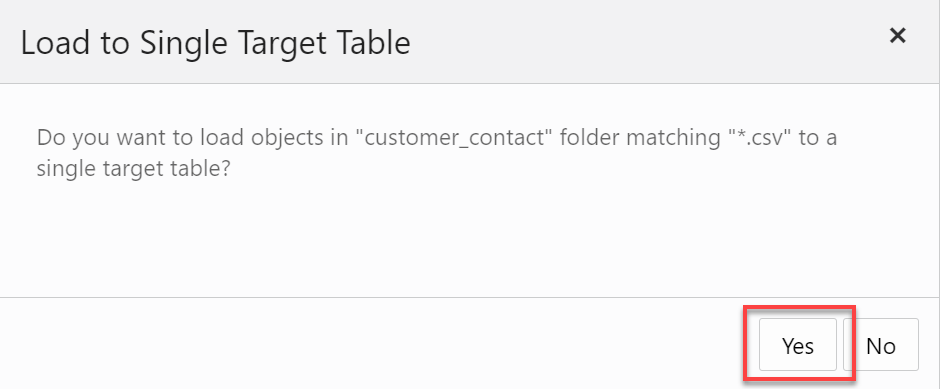 Load to Single Target Table
Do you want to load objects in "customer_contact" folder matching "*.csv" to a
single target table?
Yes No